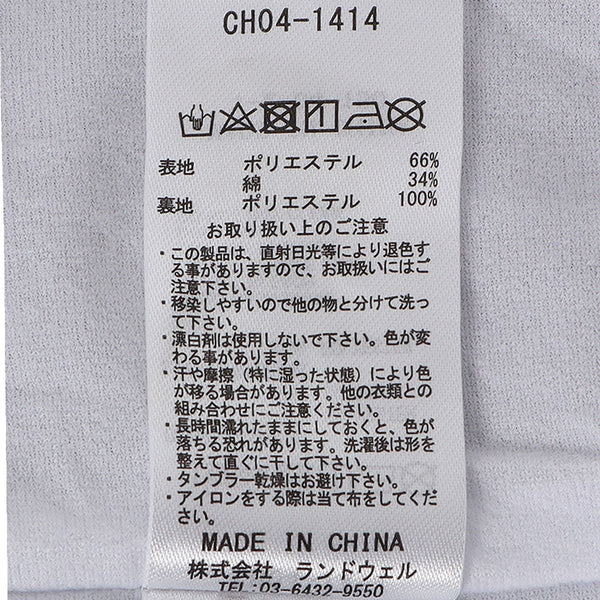 CH04-1414
表地 ポリエステル 66%
綿 34%
裏地 ポリエステル 100%
お取り扱い上のご注意
・この製品は、直射日光等により退色す
る事がありますので、お取扱いにはご
注意下さい。
・移染しやすいので他の物と分けて洗っ
て下さい。
・漂白剤は使用しないで下さい。色が変
わる事があります。
・汗や摩擦（特に湿った状態）により色
が移る場合があります。他の衣類との
組み合わせにご注意ください。
・長時間濡れたままにしておくと、色が
落ちる恐れがあります。洗濯後は形を
整えて直ぐに干して下さい。
・タンブラー乾燥はお避け下さい。
・アイロンをする際は当て布をしてくだ
さい。
MADE IN CHINA
株式会社 ランドウェル
TEL:03-6432-9550